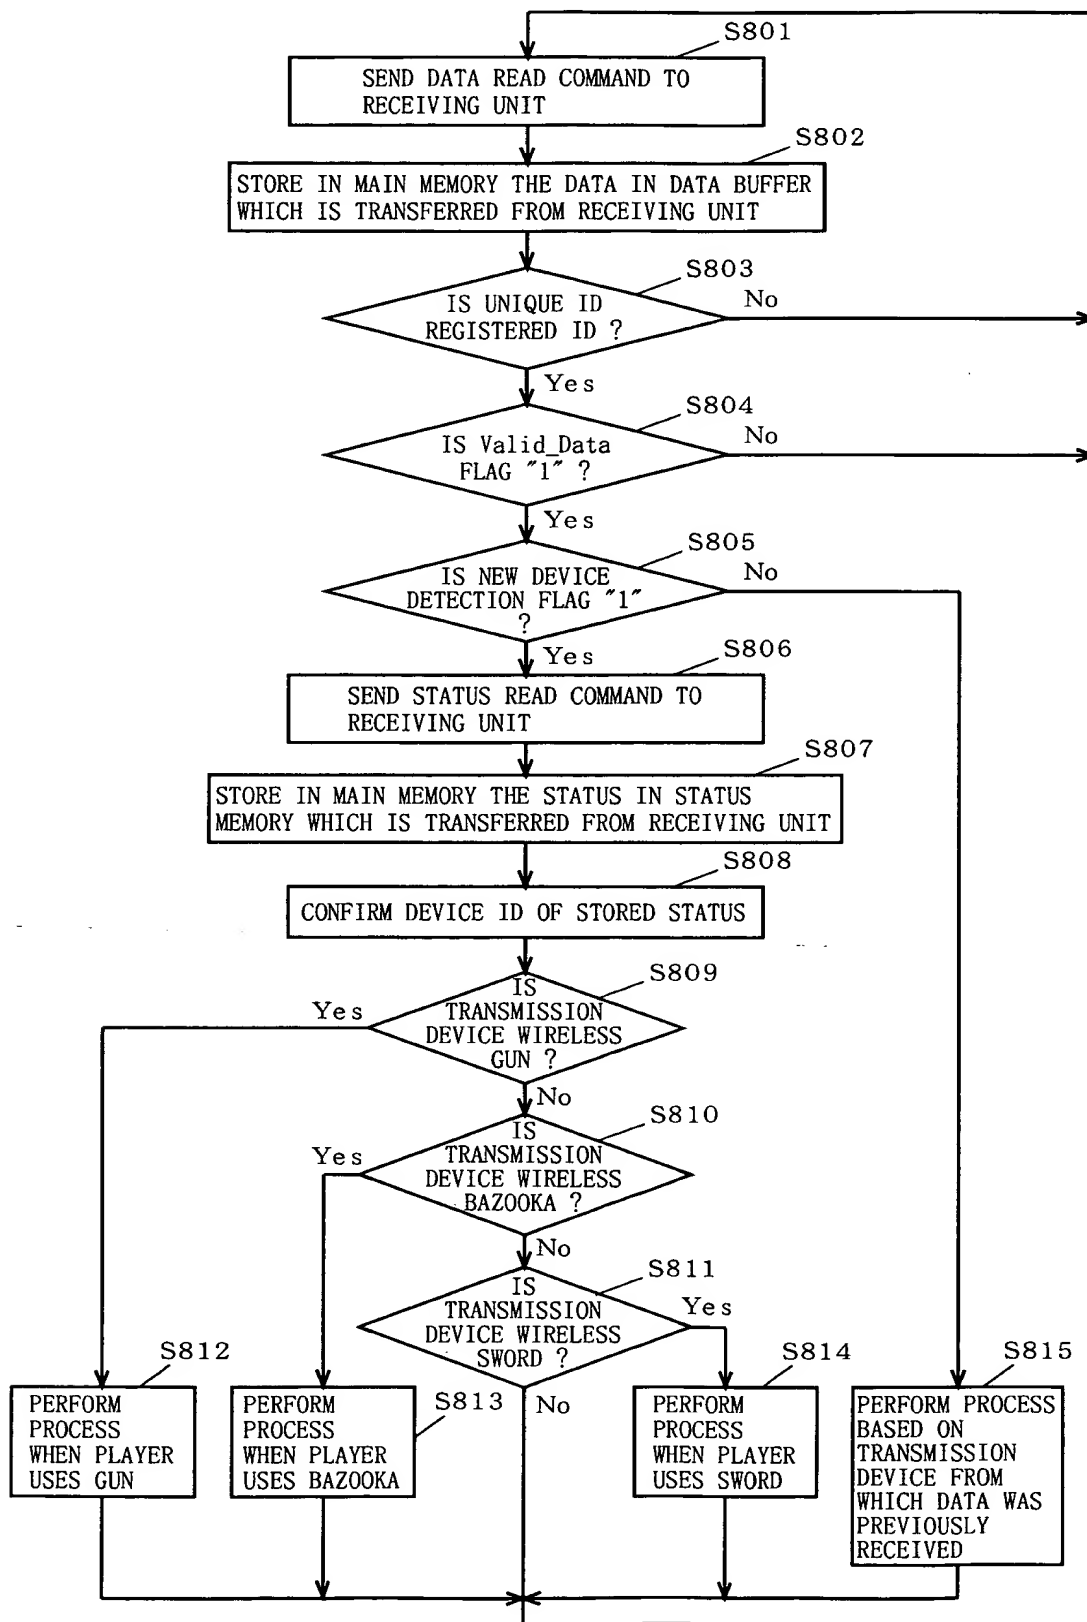 S801
SEND DATA READ COMMAND TO
RECEIVING UNIT
S802
STORE IN MAIN MEMORY THE DATA IN DATA BUFFER
WHICH IS TRANSFERRED FROM RECEIVING UNIT
S803
IS UNIQUE ID
REGISTERED ID ?
No
Yes
S804
IS Valid_Data
FLAG "1" ?
No
Yes
S805
IS NEW DEVICE
DETECTION FLAG "1"
?
No
Yes
S806
SEND STATUS READ COMMAND TO
RECEIVING UNIT
S807
STORE IN MAIN MEMORY THE STATUS IN STATUS
MEMORY WHICH IS TRANSFERRED FROM RECEIVING UNIT
S808
CONFIRM DEVICE ID OF STORED STATUS
S809
IS
TRANSMISSION
DEVICE WIRELESS
GUN ?
Yes
No
S810
IS
TRANSMISSION
DEVICE WIRELESS
BAZOOKA ?
Yes
No
S811
IS
TRANSMISSION
DEVICE WIRELESS
SWORD ?
Yes
No
S812
PERFORM
PROCESS
WHEN PLAYER
USES GUN
S813
PERFORM
PROCESS
WHEN PLAYER
USES BAZOOKA
S814
PERFORM
PROCESS
WHEN PLAYER
USES SWORD
S815
PERFORM PROCESS
BASED ON
TRANSMISSION
DEVICE FROM
WHICH DATA WAS
PREVIOUSLY
RECEIVED